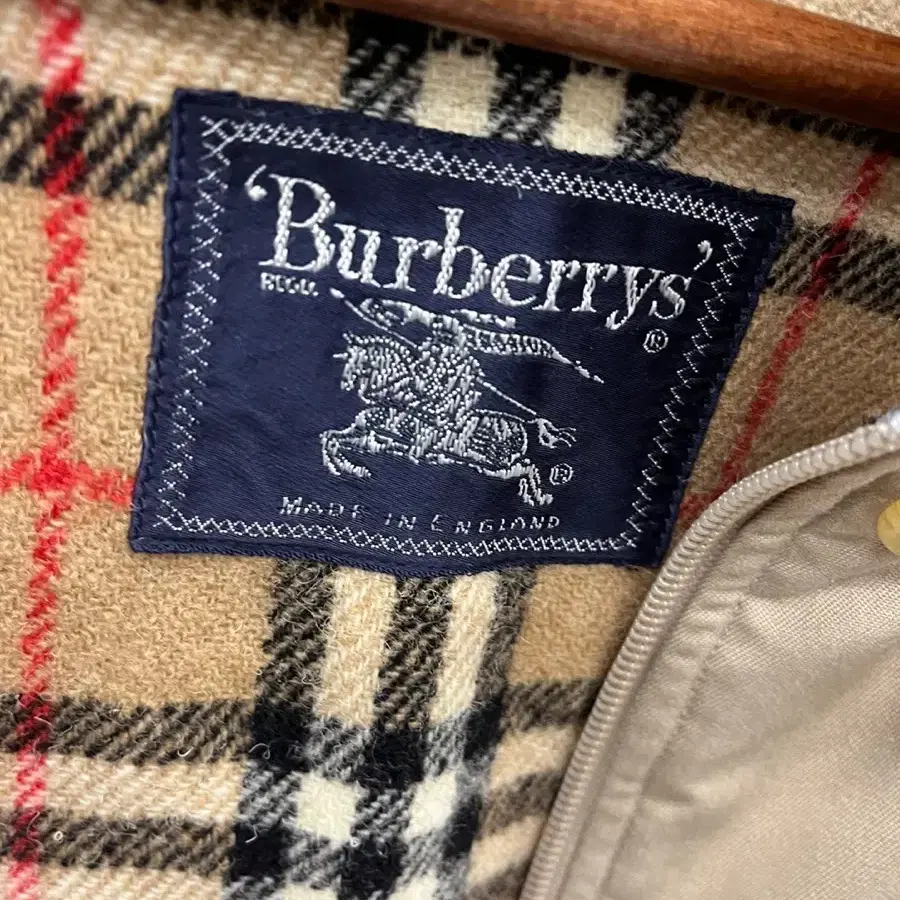 'Burberrys'
REGD.
®
®
MADE IN ENGLAND